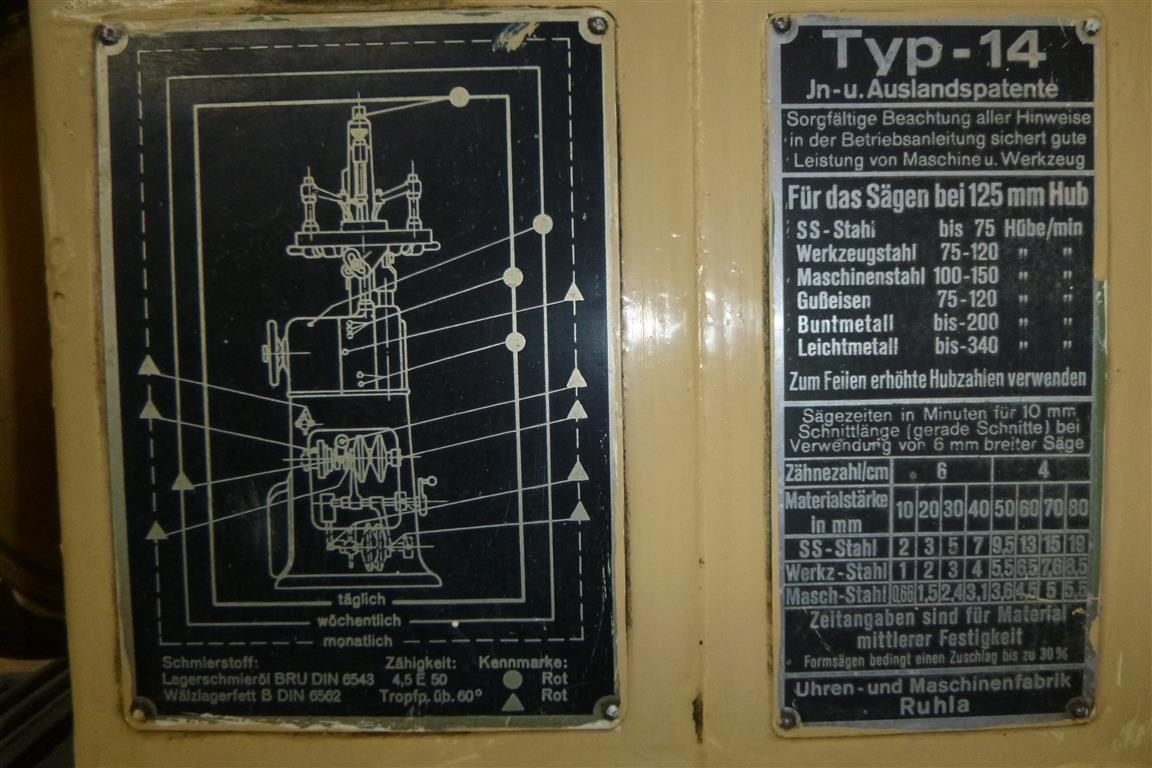 täglich
wöchentlich
monatlich
Schmierstoff: Zähigkeit: Kennmarke:
Lagerschmieröl BRU DIN 6543 4,5 E 50 Rot
Wälzlagerfett B DIN 6562 Tropfp. üb. 60° Rot
Typ-14
Jn-u. Auslandspatente
Sorgfältige Beachtung aller Hinweise
in der Betriebsanleitung sichert gute
Leistung von Maschine u. Werkzeug
Für das Sägen bei 125 mm Hub
SS-Stahl bis 75 Hübe/min
Werkzeugstahl 75-120 " "
Maschinenstahl 100-150 " "
Gußeisen 75-120 " "
Buntmetall bis-200 " "
Leichtmetall bis-340 " "
Zum Feilen erhöhte Hubzahlen verwenden
Sägezeiten in Minuten für 10 mm
Schnittlänge (gerade Schnitte) bei
Verwendung von 6 mm breiter Säge
Zähnezahl/cm 6 4
Materialstärke
in mm 10 20 30 40 50 60 70 80
SS-Stahl 2 3 5 7 9,5 13 15 19
Werkz-Stahl 1 2 3 4 5,5 6,5 7,6 8,5
Masch-Stahl 0,66 1,5 2,4 3,1 3,6 4,5 5 5,5
Zeitangaben sind für Material
mittlerer Festigkeit
Formsägen bedingt einen Zuschlag bis zu 30%
Uhren-und Maschinenfabrik
Ruhla